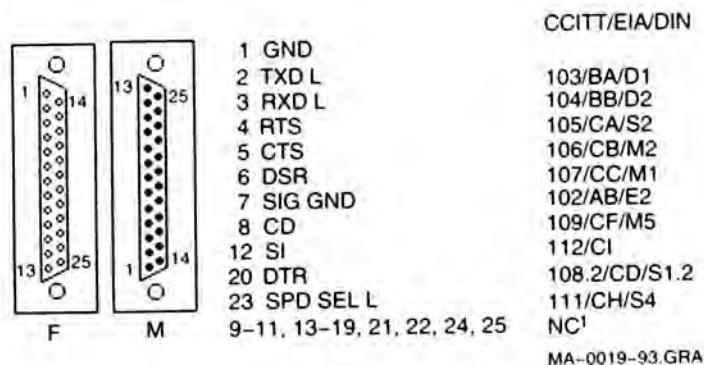 CCITT/EIA/DIN
1 GND
2 TXD L 103/BA/D1
3 RXD L 104/BB/D2
4 RTS 105/CA/S2
5 CTS 106/CB/M2
6 DSR 107/CC/M1
7 SIG GND 102/AB/E2
8 CD 109/CF/M5
12 SI 112/CI
20 DTR 108.2/CD/S1.2
23 SPD SEL L 111/CH/S4
9–11, 13–19, 21, 22, 24, 25 NC¹
1 14
13 25
F
13 25
1 14
M
MA–0019–93.GRA